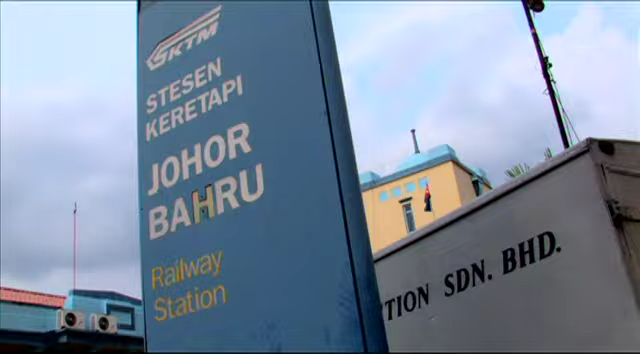 KTM
STESEN
KERETAPI
JOHOR
BAHRU
Railway
Station
TION SDN. BHD.